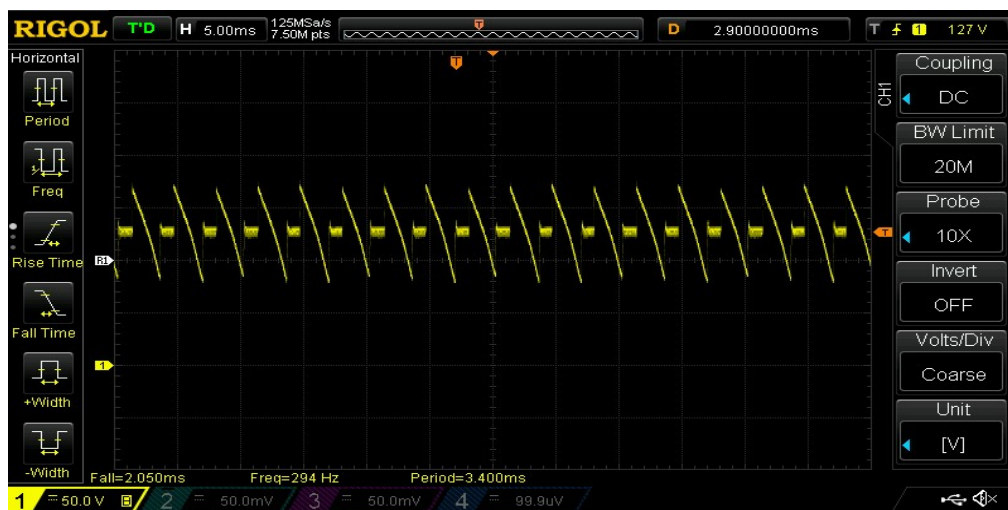 RIGOL T'D H 5.00ms 125MSa/s 7.50M pts T D 2.90000000ms T 1 127 V
Horizontal
Period
Freq
Rise Time
Fall Time
+Width
-Width
T
R1
1
T
CH1
Coupling
DC
BW Limit
20M
Probe
10X
Invert
OFF
Volts/Div
Coarse
Unit
[V]
Fall=2.050ms Freq=294 Hz Period=3.400ms
1 50.0 V B 2 50.0mV 3 50.0mV 4 99.9uV